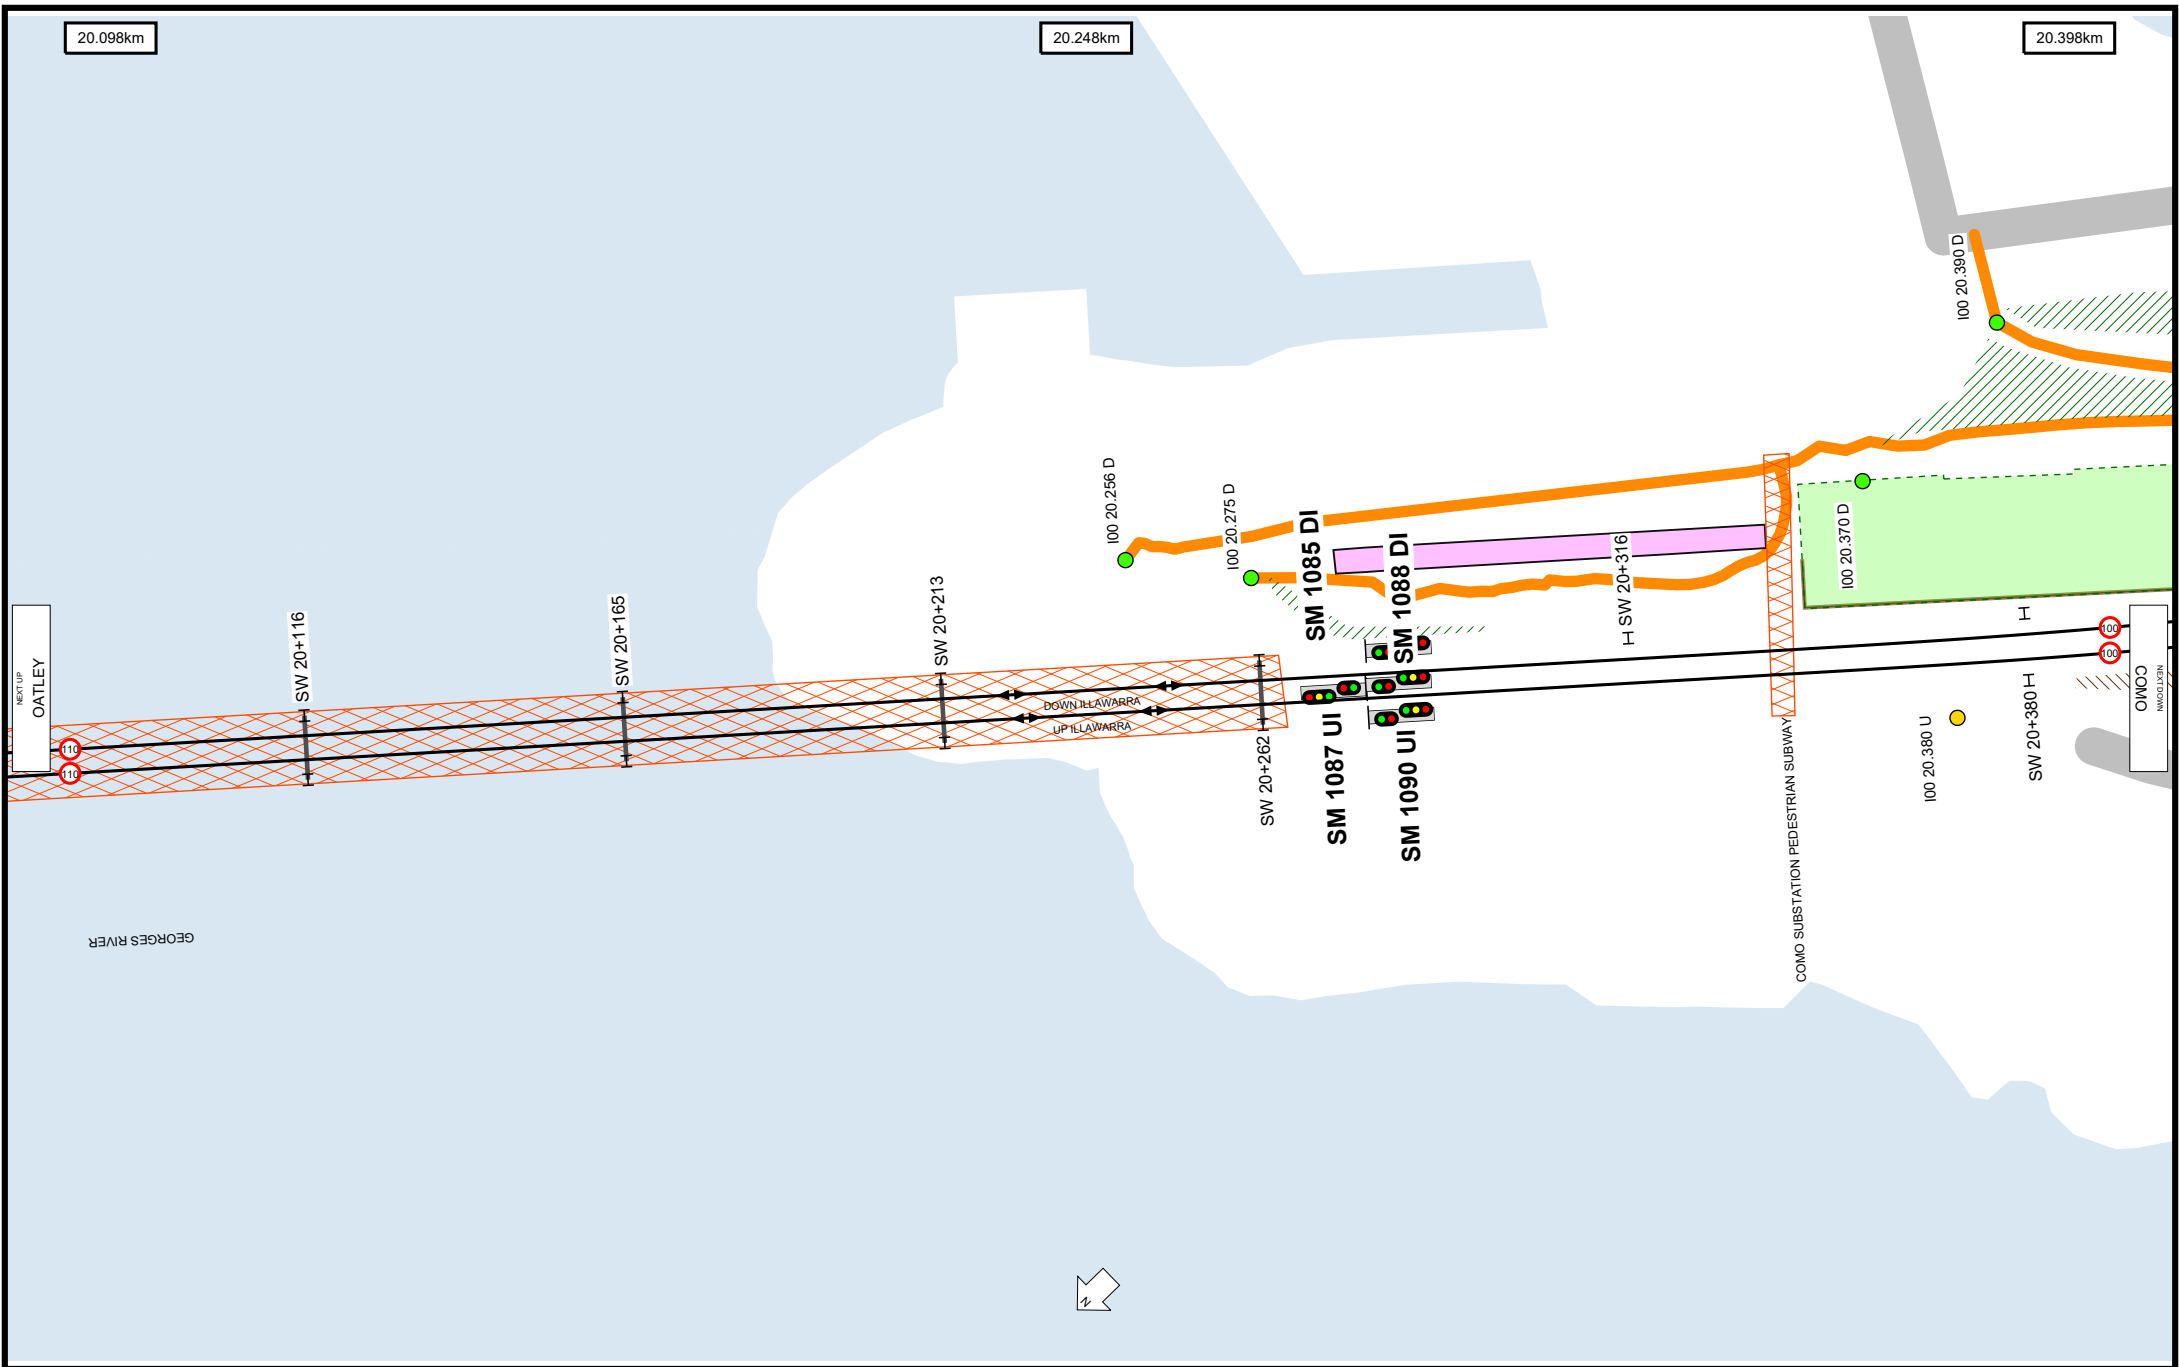 20.098km
20.248km
20.398km
I00 20.390 D
I00 20.256 D
I00 20.275 D
SM 1085 DI
SM 1088 DI
SW 20+316
I00 20.370 D
SW 20+116
SW 20+165
SW 20+213
NEXT UP
OATLEY
110
110
DOWN ILLAWARRA
UP ILLAWARRA
SW 20+262
SM 1087 UI
SM 1090 UI
COMO SUBSTATION PEDESTRIAN SUBWAY
I00 20.380 U
SW 20+380
100
100
NEXT DOWN
COMO
GEORGES RIVER
N